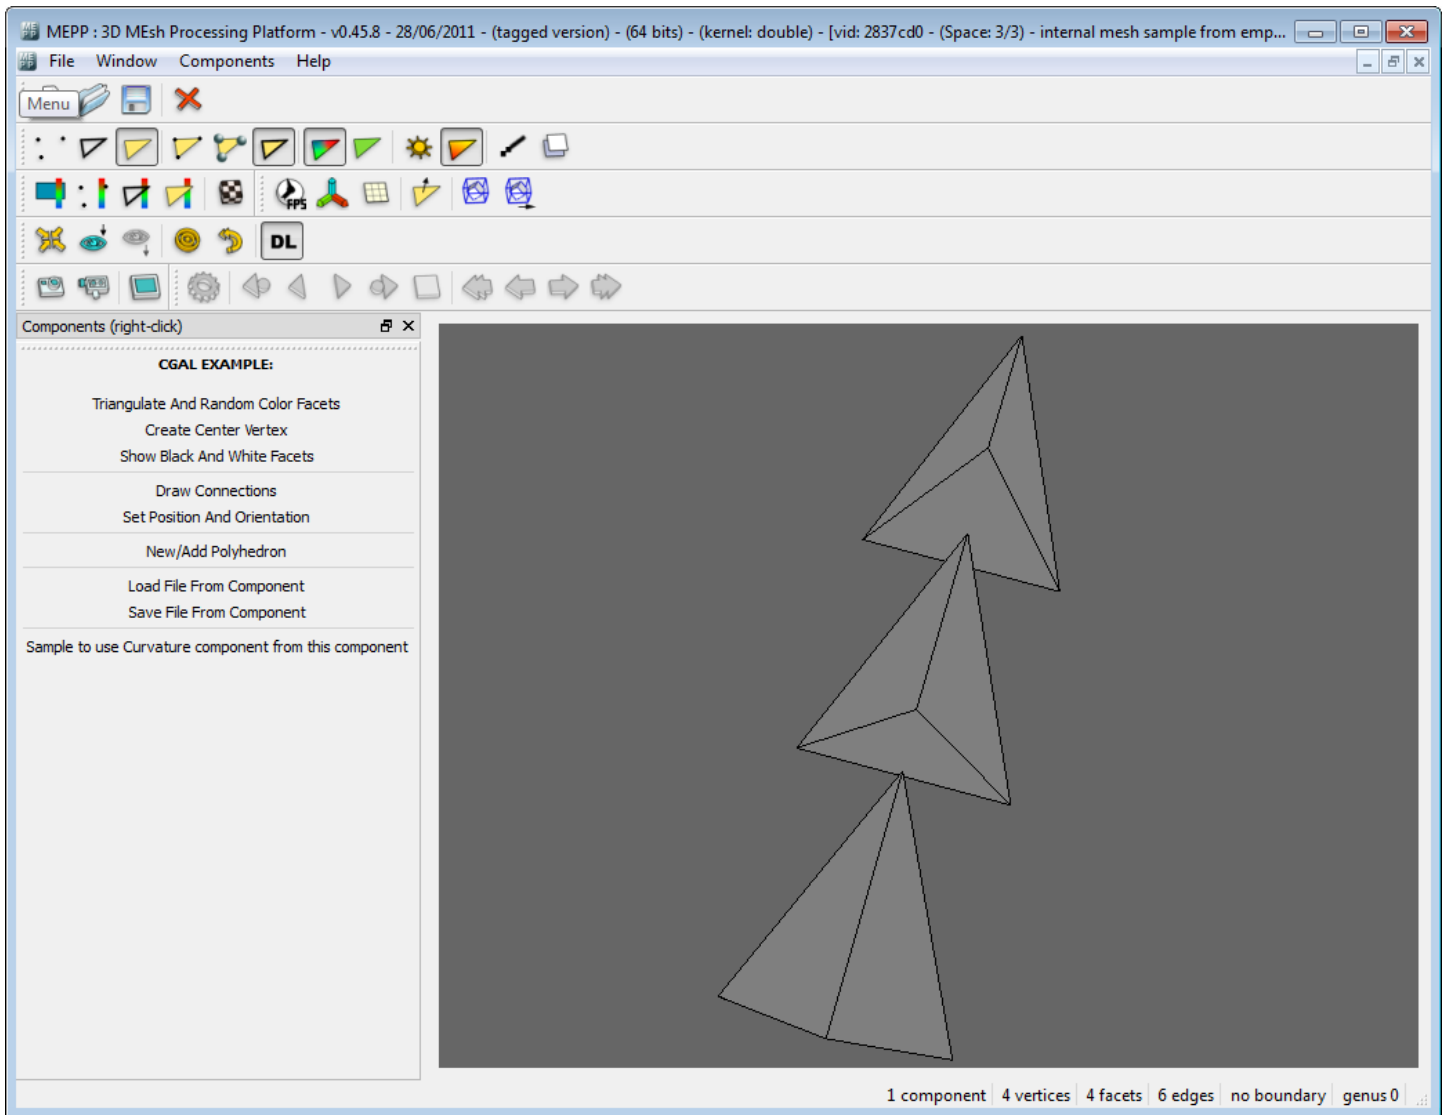 MEPP : 3D MEsh Processing Platform - v0.45.8 - 28/06/2011 - (tagged version) - (64 bits) - (kernel: double) - [vid: 2837cd0 - (Space: 3/3) - internal mesh sample from emp...
File Window Components Help
Menu
FPS
DL
Components (right-click)
CGAL EXAMPLE:
Triangulate And Random Color Facets
Create Center Vertex
Show Black And White Facets
Draw Connections
Set Position And Orientation
New/Add Polyhedron
Load File From Component
Save File From Component
Sample to use Curvature component from this component
1 component 4 vertices 4 facets 6 edges no boundary genus 0